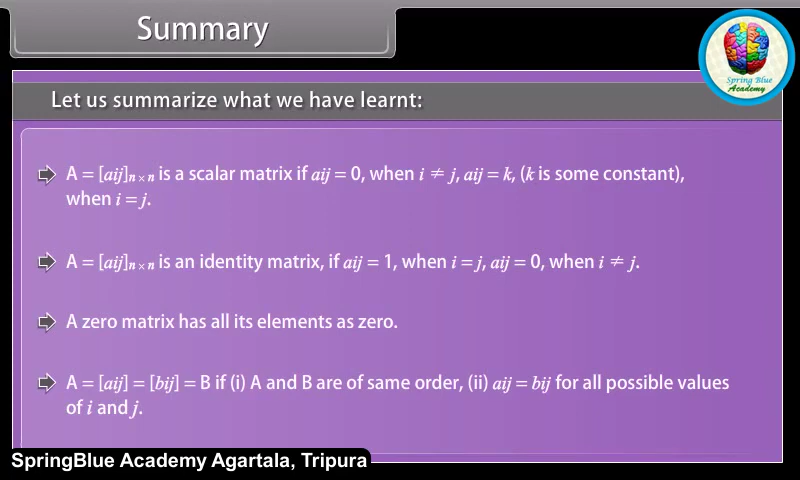 Summary
Spring Blue
Academy
Let us summarize what we have learnt:
A = [aij]n × n is a scalar matrix if aij = 0, when i ≠ j, aij = k, (k is some constant),
when i = j.
A = [aij]n × n is an identity matrix, if aij = 1, when i = j, aij = 0, when i ≠ j.
A zero matrix has all its elements as zero.
A = [aij] = [bij] = B if (i) A and B are of same order, (ii) aij = bij for all possible values
of i and j.
SpringBlue Academy Agartala, Tripura